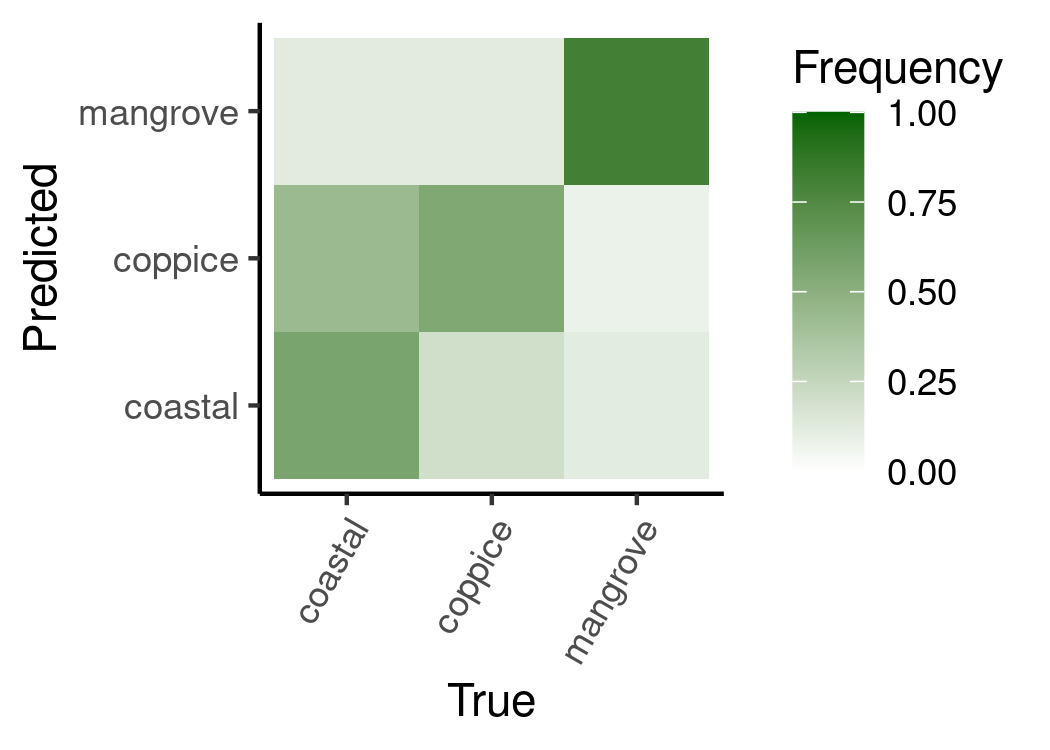 Frequency
1.00
0.75
0.50
0.25
0.00
Predicted
mangrove
coppice
coastal
coastal
coppice
mangrove
True